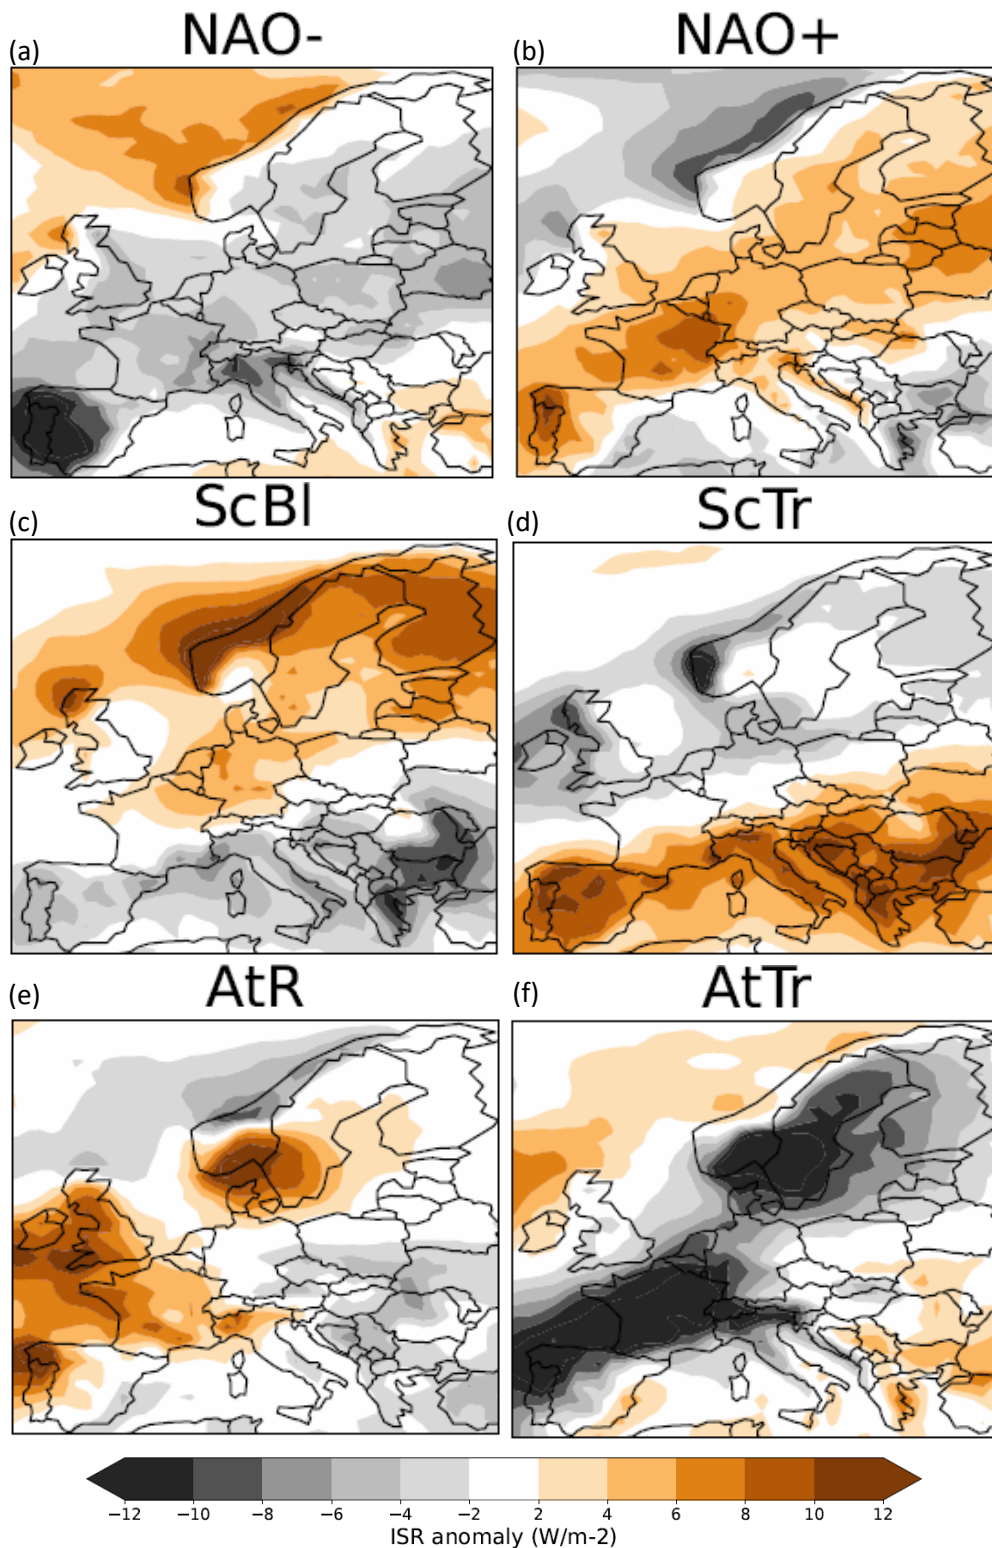 NAO-
NAO+
(a)
(b)
ScBl
ScTr
(c)
(d)
AtR
AtTr
(e)
(f)
−12 −10 −8 −6 −4 −2 2 4 6 8 10 12
ISR anomaly (W/m-2)